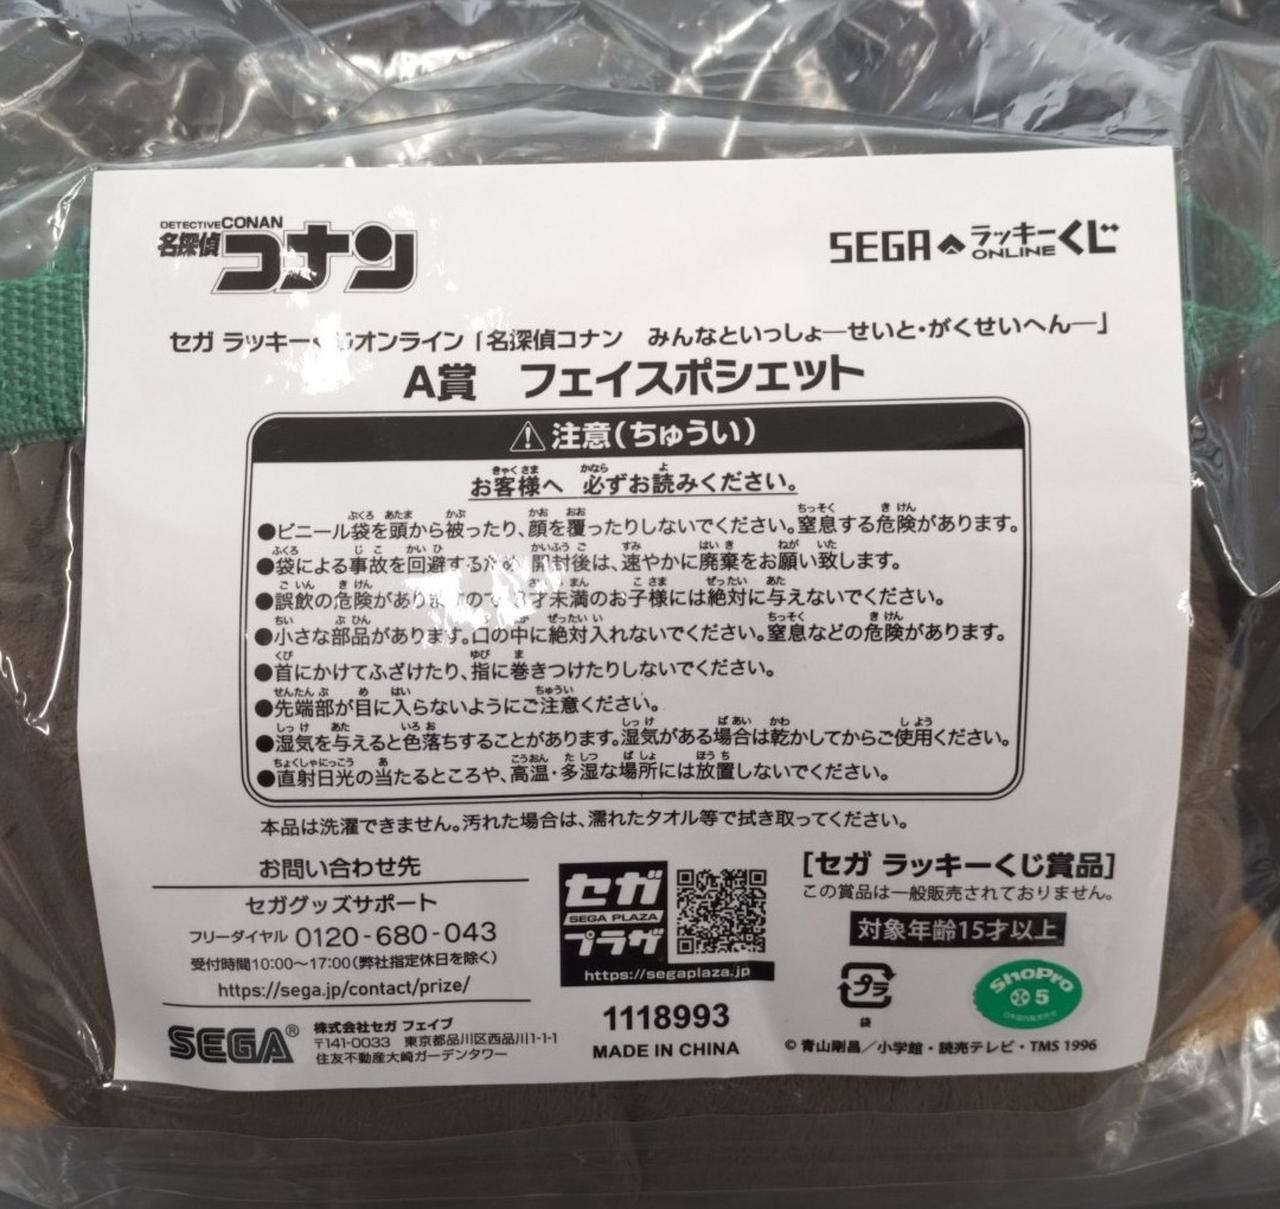 DETECTIVE CONAN
名探偵コナン
SEGA ラッキーくじ ONLINE
セガ ラッキーくじオンライン「名探偵コナン みんなといっしょ―せいと・がくせいへん―」
A賞 フェイスポシェット
注意(ちゅうい)
お客様へ 必ずお読みください。
●ビニール袋を頭から被ったり、顔を覆ったりしないでください。窒息する危険があります。
●袋による事故を回避するため 開封後は、速やかに廃棄をお願い致します。
●誤飲の危険がありますので 才未満のお子様には絶対に与えないでください。
●小さな部品があります。口の中に絶対入れないでください。窒息などの危険があります。
●首にかけてふざけたり、指に巻きつけたりしないでください。
●先端部が目に入らないようにご注意ください。
●湿気を与えると色落ちすることがあります。湿気がある場合は乾かしてからご使用ください。
●直射日光の当たるところや、高温・多湿な場所には放置しないでください。
本品は洗濯できません。汚れた場合は、濡れたタオル等で拭き取ってください。
お問い合わせ先
セガグッズサポート
フリーダイヤル 0120-680-043
受付時間10:00～17:00(弊社指定休日を除く)
https://sega.jp/contact/prize/
SEGA®
株式会社セガ フェイブ
〒141-0033 東京都品川区西品川1-1-1
住友不動産大崎ガーデンタワー
セガ
SEGA PLAZA
プラザ
https://segaplaza.jp
1118993
MADE IN CHINA
[セガ ラッキーくじ賞品]
この賞品は一般販売されておりません。
対象年齢15才以上
プラ
袋
ShoPro
5
© 青山剛昌／小学館・読売テレビ・TMS 1996